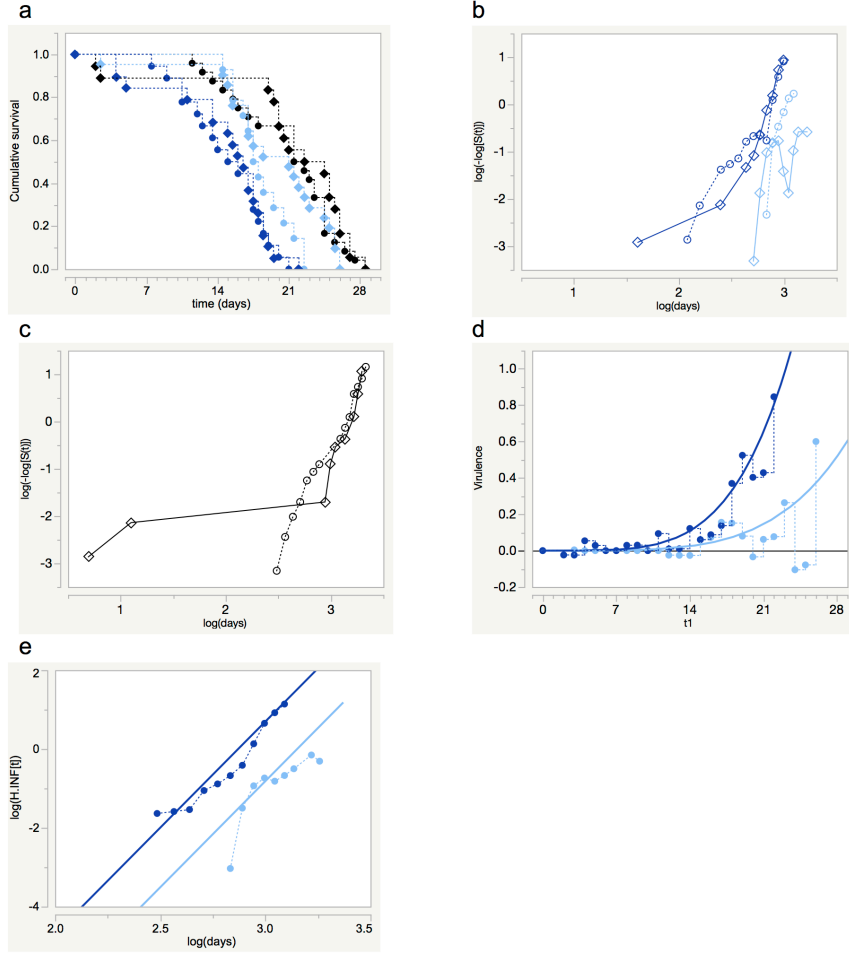 a
1.0
0.8
0.6
0.4
0.2
0.0
Cumulative survival
0 7 14 21 28
time (days)
b
1
0
-1
-2
-3
log(-log[S(t)])
1 2 3
log(days)
c
1
0
-1
-2
-3
log(-log[S(t)])
1 2 3
log(days)
d
1.0
0.8
0.6
0.4
0.2
0.0
-0.2
Virulence
0 7 14 21 28
t1
e
2
0
-2
-4
log(H.INF[t])
2.0 2.5 3.0 3.5
log(days)